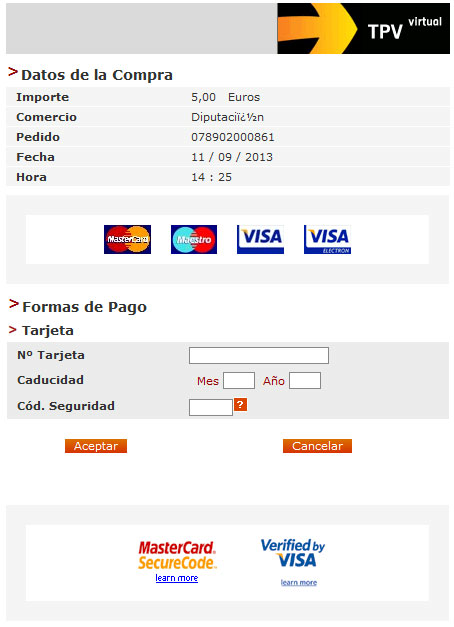 TPV virtual
> Datos de la Compra
Importe 5,00 Euros
Comercio Diputaciï¿½n
Pedido 078902000861
Fecha 11 / 09 / 2013
Hora 14 : 25
MasterCard Maestro VISA VISA
ELECTRON
> Formas de Pago
> Tarjeta
Nº Tarjeta
Caducidad Mes Año
Cód. Seguridad ?
Aceptar Cancelar
MasterCard. Verified by
SecureCode™ VISA
learn more learn more